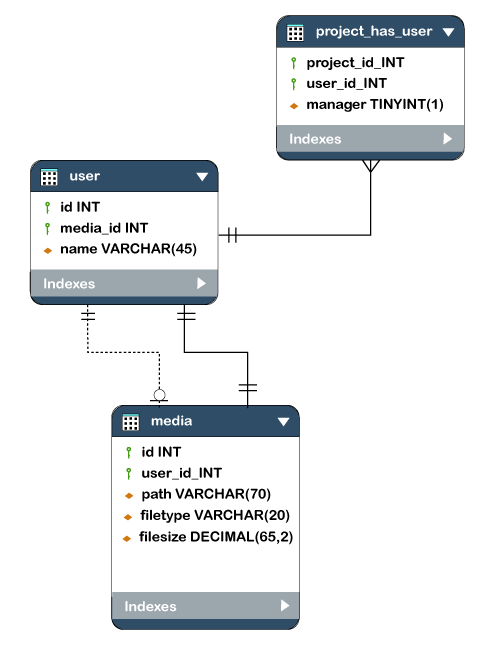 project_has_user
project_id_INT
user_id_INT
manager TINYINT(1)
Indexes
user
id INT
media_id INT
name VARCHAR(45)
Indexes
media
id INT
user_id_INT
path VARCHAR(70)
filetype VARCHAR(20)
filesize DECIMAL(65,2)
Indexes